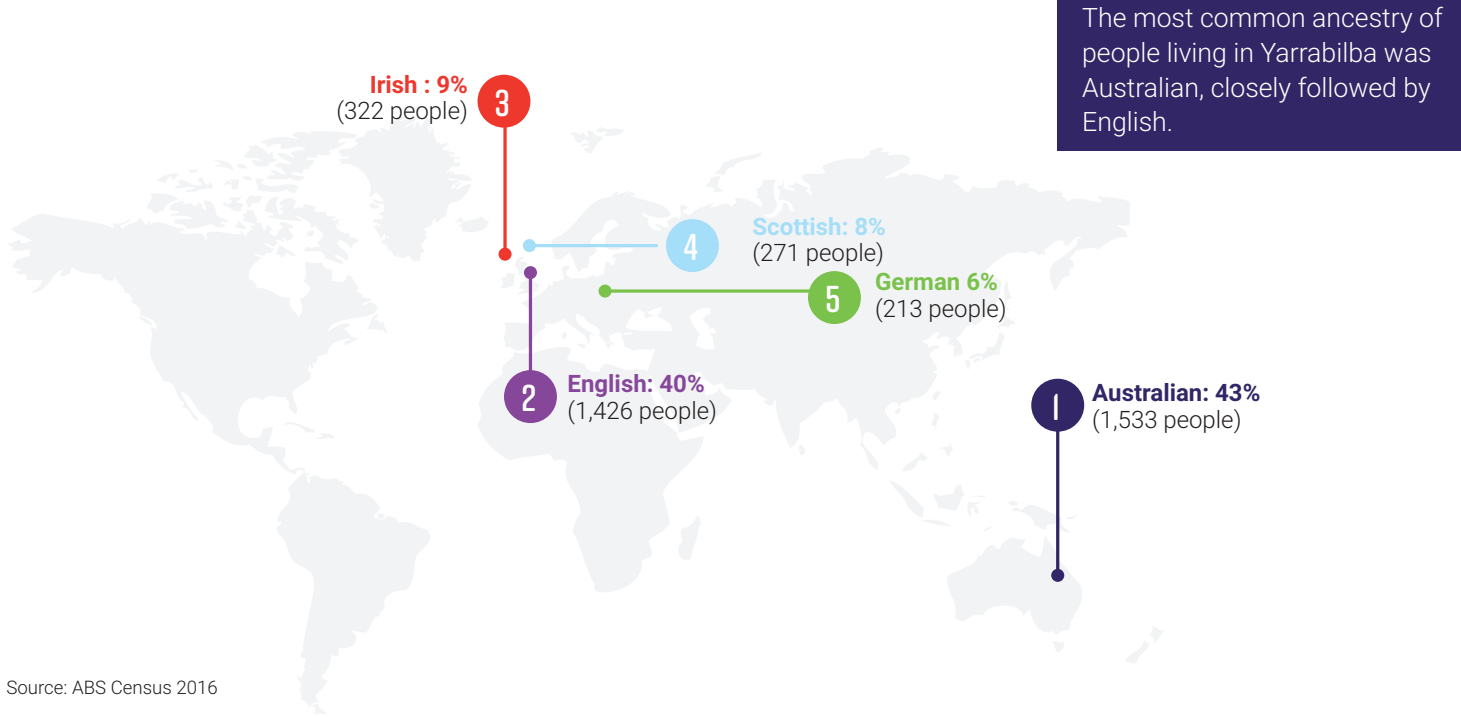 The most common ancestry of
people living in Yarrabilba was
Australian, closely followed by
English.
Irish : 9%
(322 people)
3
4
Scottish: 8%
(271 people)
5
German 6%
(213 people)
2
English: 40%
(1,426 people)
1
Australian: 43%
(1,533 people)
Source: ABS Census 2016